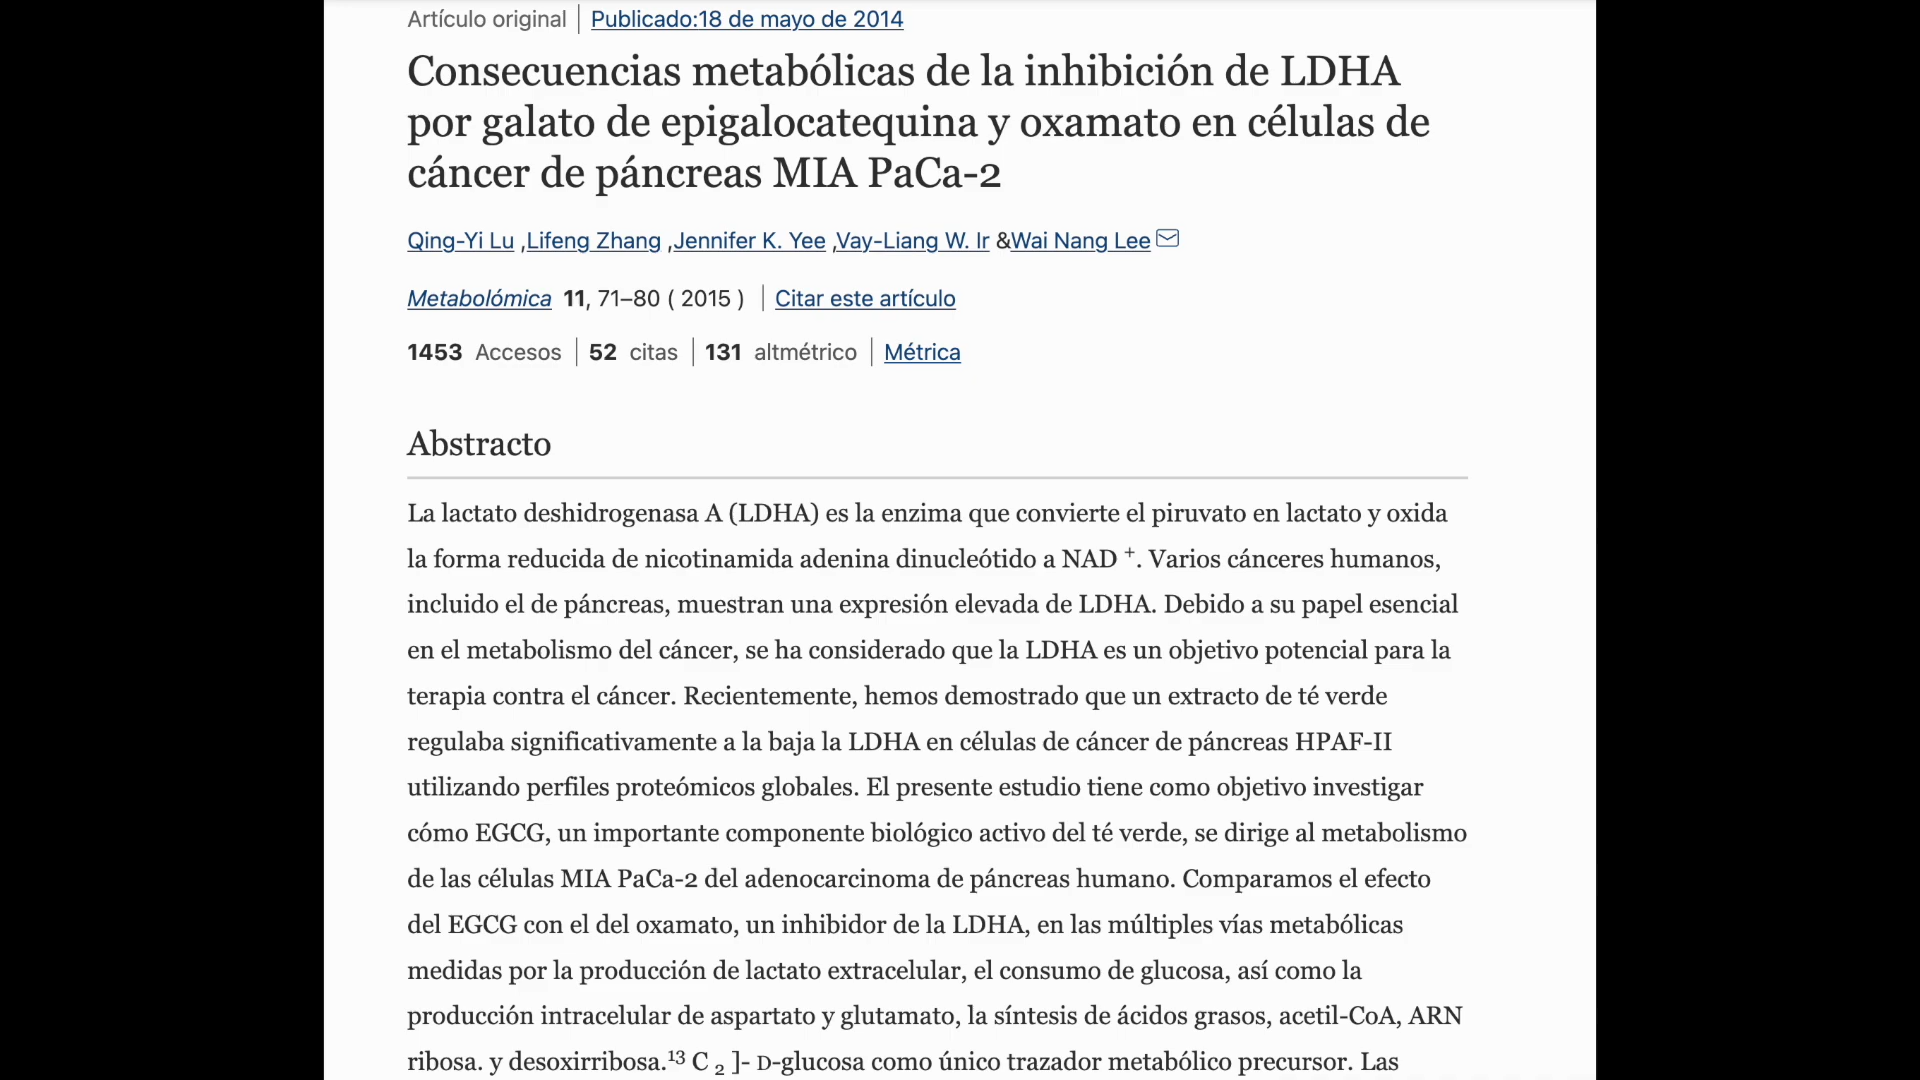 Artículo original | Publicado:18 de mayo de 2014
Consecuencias metabólicas de la inhibición de LDHA
por galato de epigalocatequina y oxamato en células de
cáncer de páncreas MIA PaCa-2
Qing-Yi Lu ,Lifeng Zhang ,Jennifer K. Yee ,Vay-Liang W. Ir &Wai Nang Lee
Metabolómica 11, 71–80 ( 2015 ) | Citar este artículo
1453 Accesos | 52 citas | 131 altmétrico | Métrica
Abstracto
La lactato deshidrogenasa A (LDHA) es la enzima que convierte el piruvato en lactato y oxida
la forma reducida de nicotinamida adenina dinucleótido a NAD ⁺. Varios cánceres humanos,
incluido el de páncreas, muestran una expresión elevada de LDHA. Debido a su papel esencial
en el metabolismo del cáncer, se ha considerado que la LDHA es un objetivo potencial para la
terapia contra el cáncer. Recientemente, hemos demostrado que un extracto de té verde
regulaba significativamente a la baja la LDHA en células de cáncer de páncreas HPAF-II
utilizando perfiles proteómicos globales. El presente estudio tiene como objetivo investigar
cómo EGCG, un importante componente biológico activo del té verde, se dirige al metabolismo
de las células MIA PaCa-2 del adenocarcinoma de páncreas humano. Comparamos el efecto
del EGCG con el del oxamato, un inhibidor de la LDHA, en las múltiples vías metabólicas
medidas por la producción de lactato extracelular, el consumo de glucosa, así como la
producción intracelular de aspartato y glutamato, la síntesis de ácidos grasos, acetil-CoA, ARN
ribosa. y desoxirribosa.¹³ C ₂ ]- D-glucosa como único trazador metabólico precursor. Las